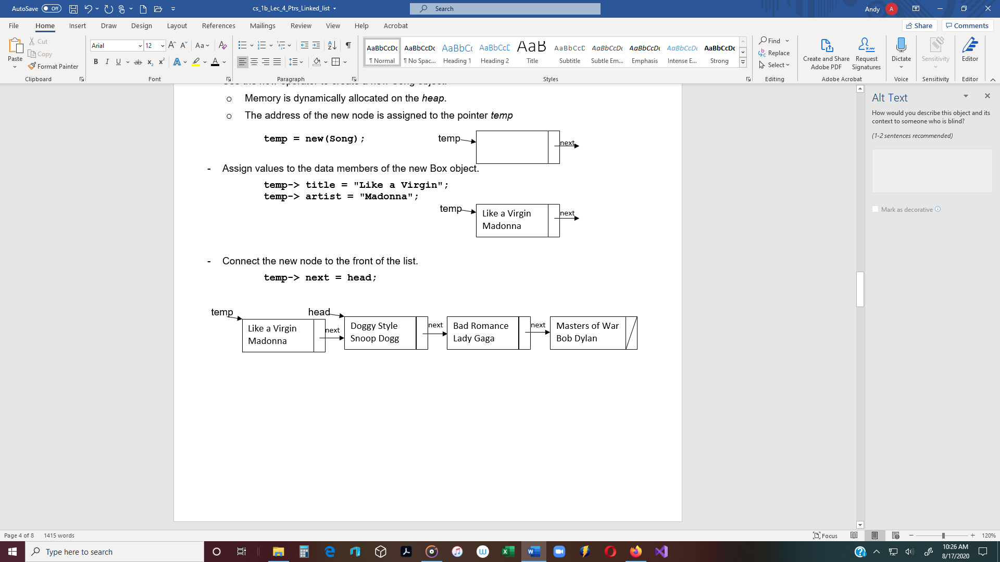 AutoSave Off cs_1b_Lec_4_Ptrs_Linked_list Search Andy A
File Home Insert Draw Design Layout References Mailings Review View Help Acrobat Share Comments
Paste Cut Copy Format Painter
Clipboard
Arial 12
Font
Paragraph
AaBbCcDc AaBbCcDc AaBbCc AaBbCcC AaB AaBbCcD AaBbCcDc AaBbCcDc AaBbCcDc AaBbCcDc
¶ Normal ¶ No Spac... Heading 1 Heading 2 Title Subtitle Subtle Em... Emphasis Intense E... Strong
Styles
Find
Replace
Select
Editing
Create and Share Adobe PDF
Request Signatures
Adobe Acrobat
Dictate
Voice
Sensitivity
Sensitivity
Editor
Editor
o Memory is dynamically allocated on the heap.
o The address of the new node is assigned to the pointer temp
temp = new(Song); temp next
- Assign values to the data members of the new Box object.
temp-> title = "Like a Virgin";
temp-> artist = "Madonna";
temp Like a Virgin next
Madonna
- Connect the new node to the front of the list.
temp-> next = head;
temp head
Like a Virgin next Doggy Style next Bad Romance next Masters of War
Madonna Snoop Dogg Lady Gaga Bob Dylan
Alt Text
How would you describe this object and its
context to someone who is blind?
(1-2 sentences recommended)
Mark as decorative
Page 4 of 8 1415 words Focus 120%
Type here to search
10:26 AM
8/17/2020